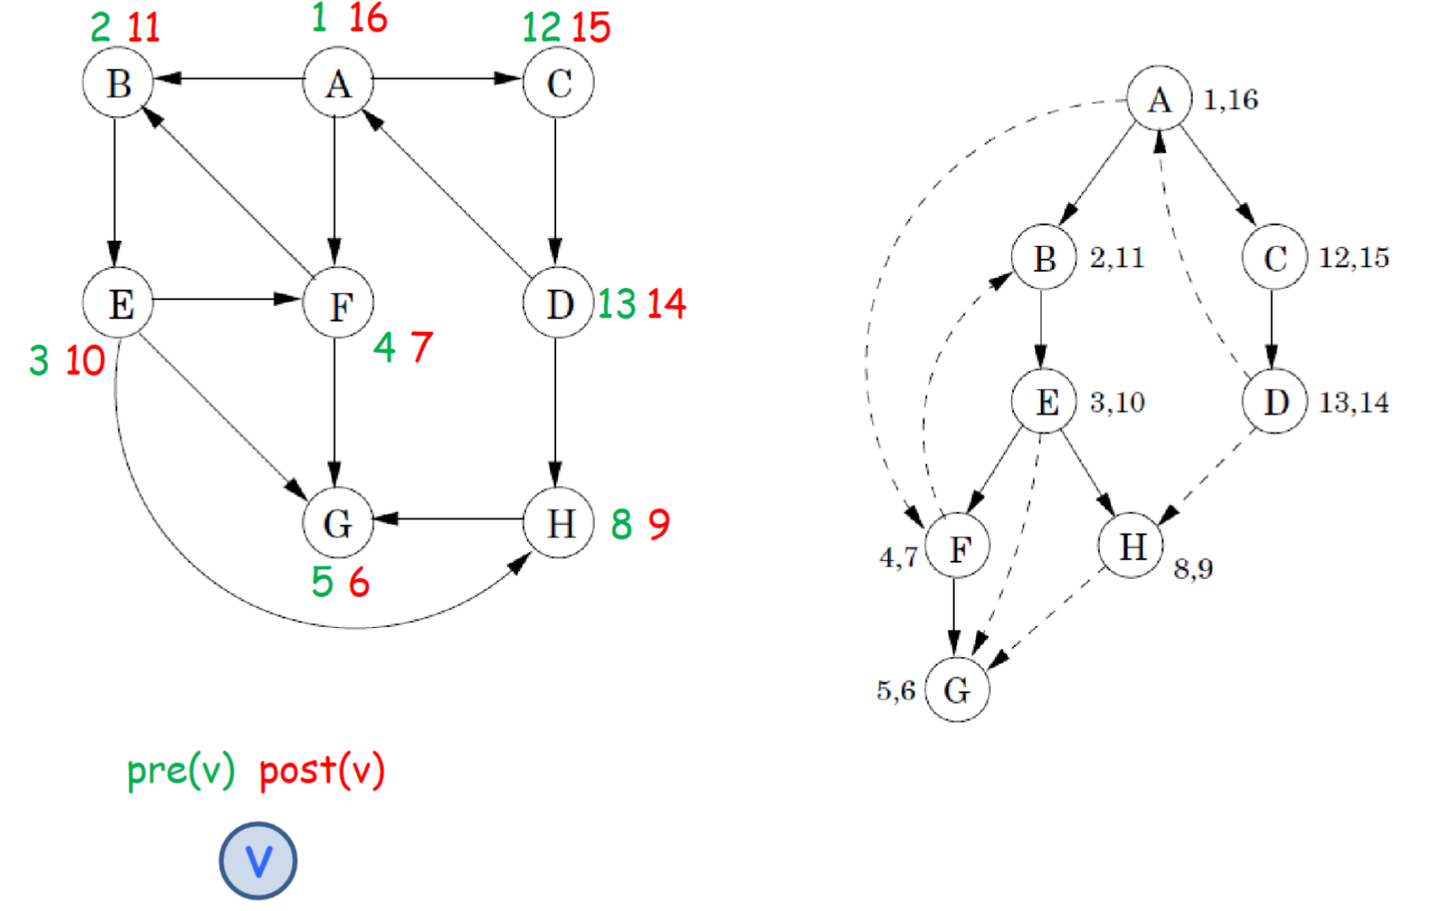 2 11
1 16
12 15
B
A
C
E
F
D
13 14
3 10
4 7
G
H
8 9
5 6
pre(v) post(v)
V
A 1,16
B 2,11
C 12,15
E 3,10
D 13,14
4,7 F
H 8,9
5,6 G